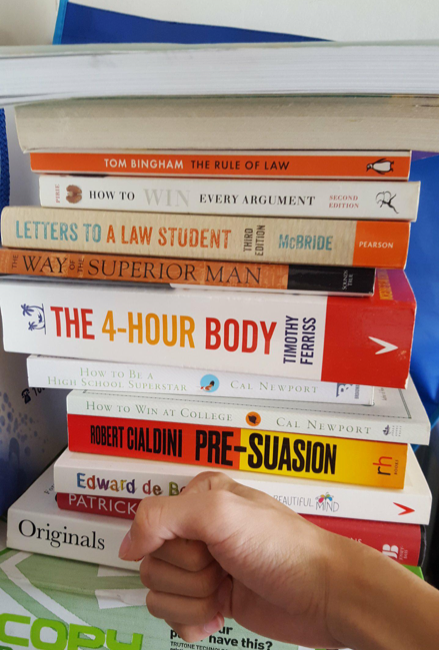 TOM BINGHAM THE RULE OF LAW
PIRIE HOW TO WIN EVERY ARGUMENT SECOND EDITION
LETTERS TO A LAW STUDENT THIRD EDITION McBRIDE PEARSON
THE WAY OF THE SUPERIOR MAN
THE 4-HOUR BODY TIMOTHY FERRISS
HOW TO BE A HIGH SCHOOL SUPERSTAR CAL NEWPORT
HOW TO WIN AT COLLEGE CAL NEWPORT
ROBERT CIALDINI PRE-SUASION rh
Edward de Bo BEAUTIFUL MIND
PATRICK
Originals
COPY
have this?